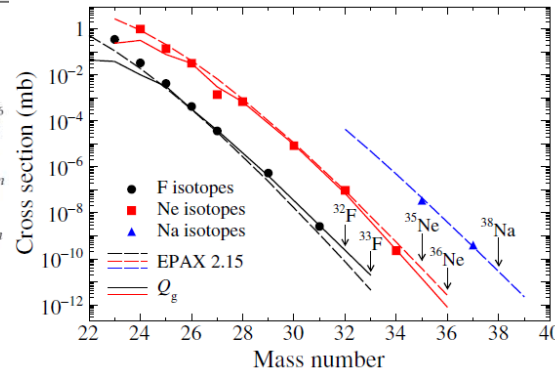 Cross section (mb)
1
10⁻²
10⁻⁴
10⁻⁶
10⁻⁸
10⁻¹⁰
10⁻¹²
F isotopes
Ne isotopes
Na isotopes
EPAX 2.15
Q_g
³²F
³³F
³⁵Ne
³⁶Ne
³⁸Na
22 24 26 28 30 32 34 36 38 40
Mass number
%
n
n